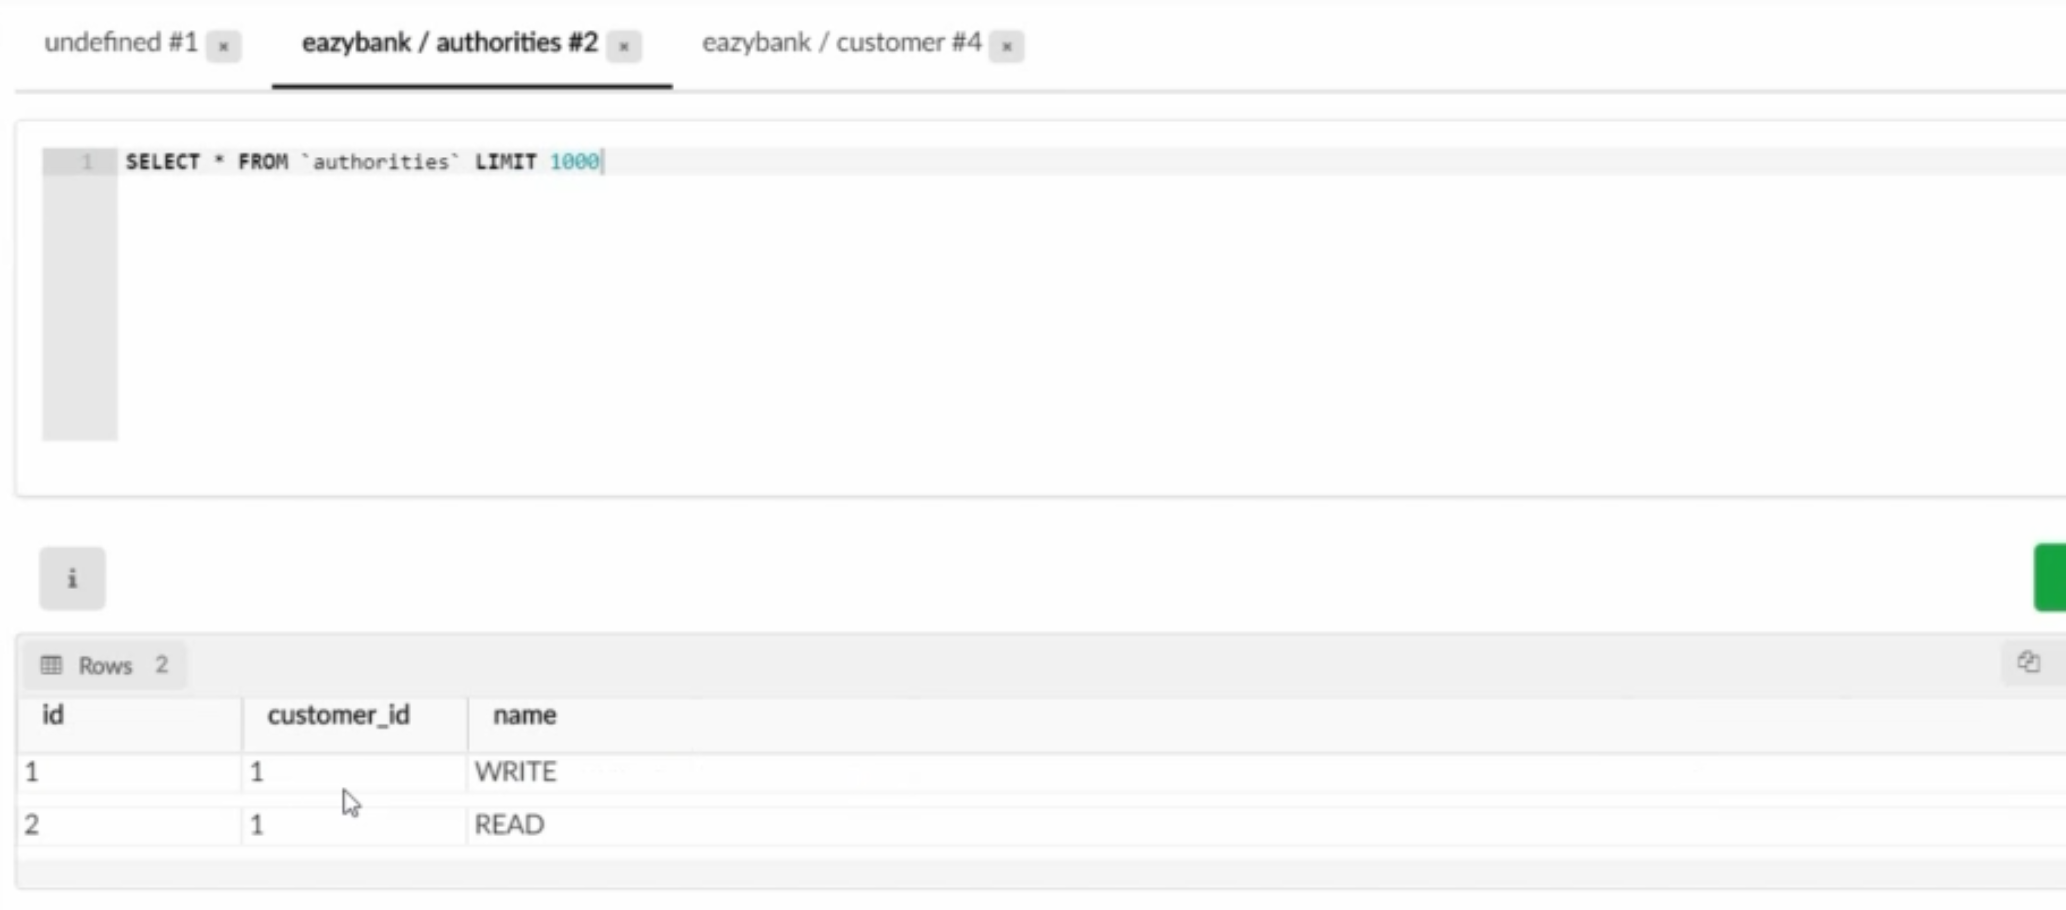 undefined #1 × eazybank / authorities #2 × eazybank / customer #4 ×
1 SELECT * FROM `authorities` LIMIT 1000
i
Rows 2
id customer_id name
1 1 WRITE
2 1 READ